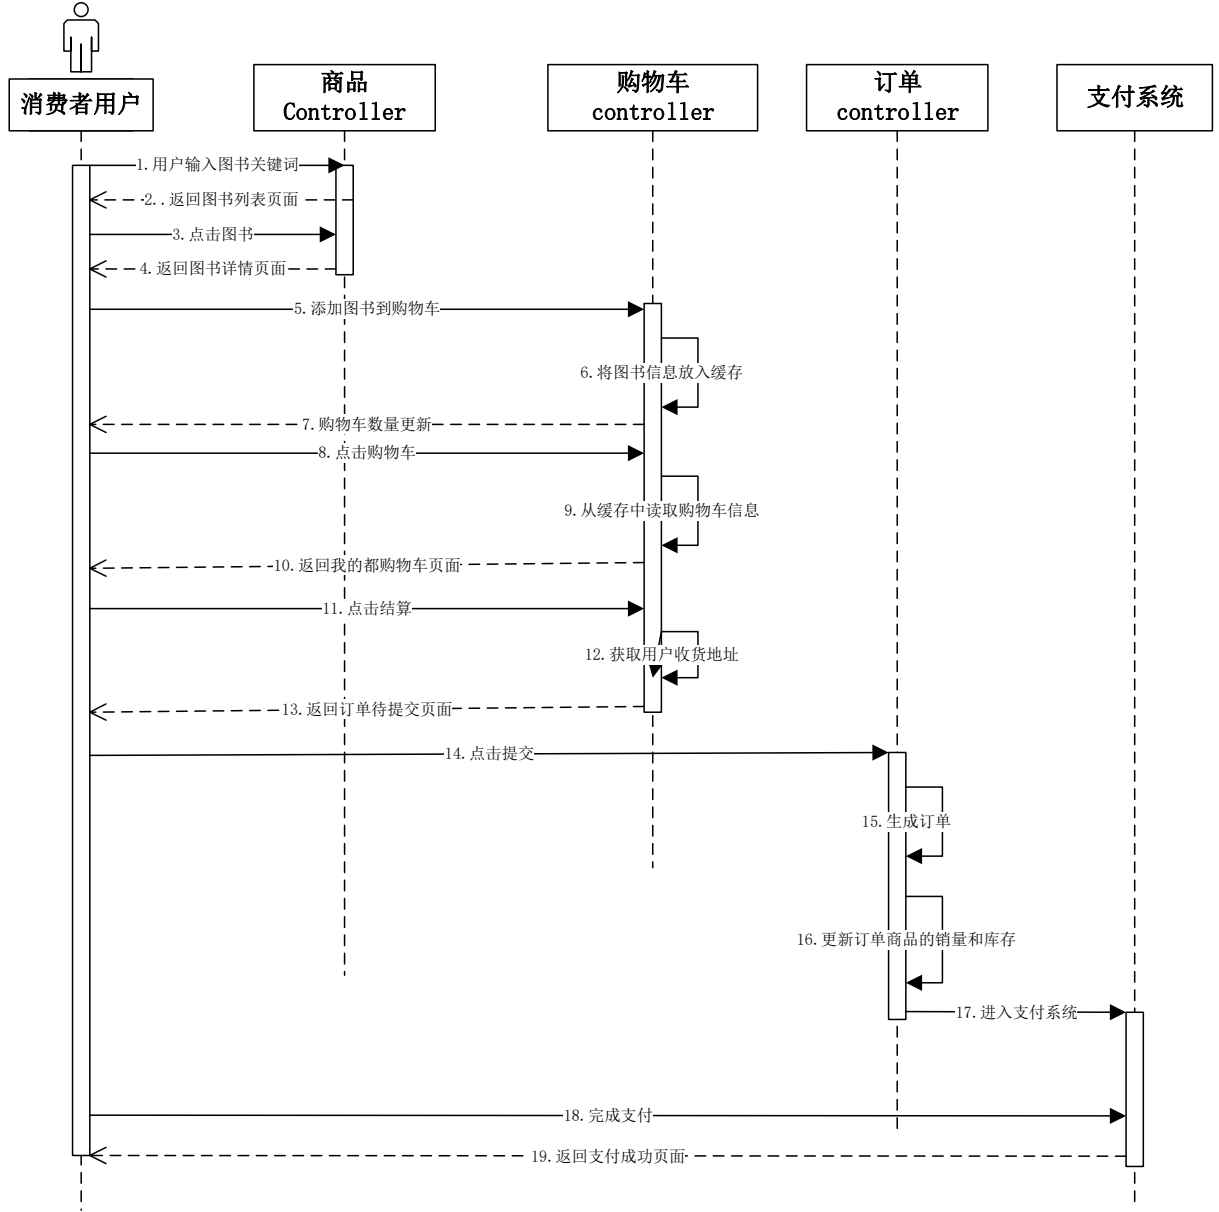 消费者用户
商品
Controller
购物车
controller
订单
controller
支付系统
1.用户输入图书关键词
2..返回图书列表页面
3.点击图书
4.返回图书详情页面
5.添加图书到购物车
6.将图书信息放入缓存
7.购物车数量更新
8.点击购物车
9.从缓存中读取购物车信息
10.返回我的都购物车页面
11.点击结算
12.获取用户收货地址
13.返回订单待提交页面
14.点击提交
15.生成订单
16.更新订单商品的销量和库存
17.进入支付系统
18.完成支付
19.返回支付成功页面